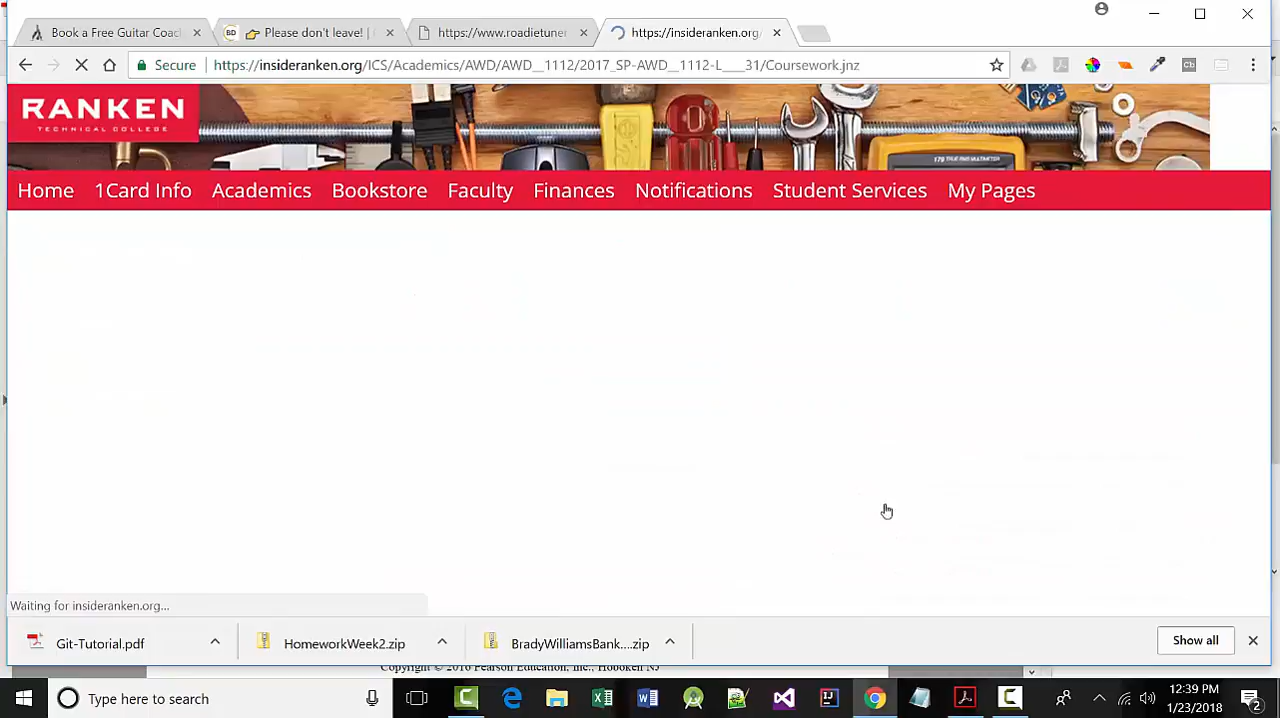 Book a Free Guitar Coacl
BD 👉 Please don't leave! |
https://www.roadietuner
https://insideranken.org/
Secure https://insideranken.org/ICS/Academics/AWD/AWD__1112/2017_SP-AWD__1112-L___31/Coursework.jnz
RANKEN
TECHNICAL COLLEGE
Home 1Card Info Academics Bookstore Faculty Finances Notifications Student Services My Pages
Waiting for insideranken.org...
Git-Tutorial.pdf
HomeworkWeek2.zip
BradyWilliamsBank....zip
Show all
Copyright © 2016 Pearson Education, Inc., Hoboken NJ
Type here to search
12:39 PM
1/23/2018
2